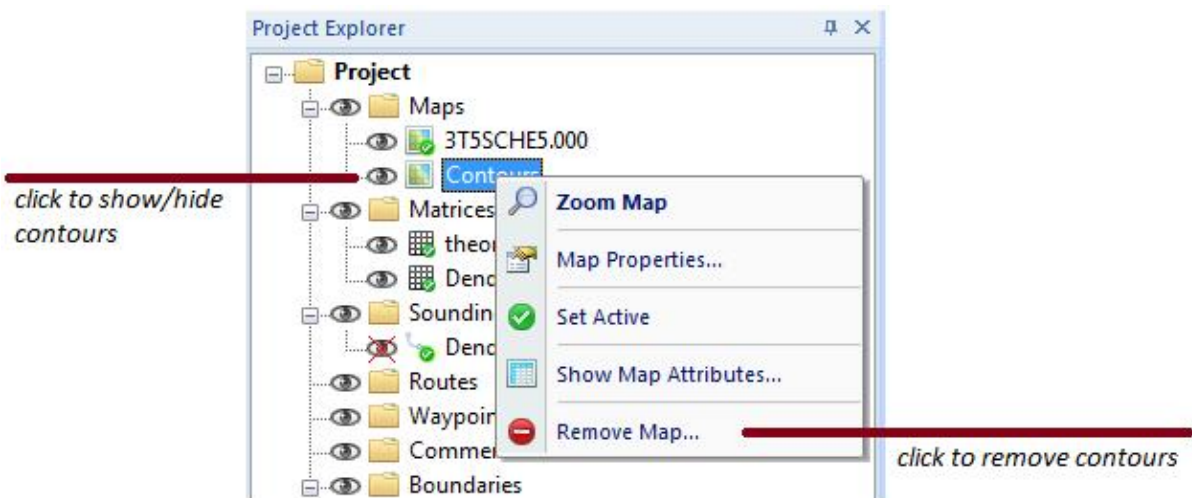 Project Explorer
Project
Maps
3T5SCHE5.000
Contours
click to show/hide
contours
Zoom Map
Matrices
Map Properties...
Set Active
Show Map Attributes...
Routes
Remove Map...
click to remove contours
Boundaries